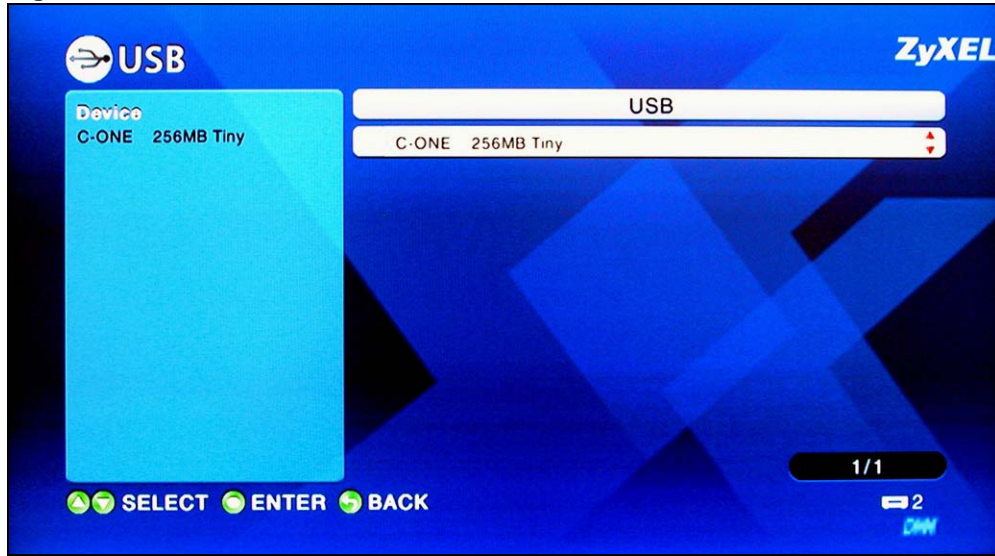 USB
ZyXEL
Device
C-ONE 256MB Tiny
USB
C-ONE 256MB Tiny
1/1
SELECT ENTER BACK
2